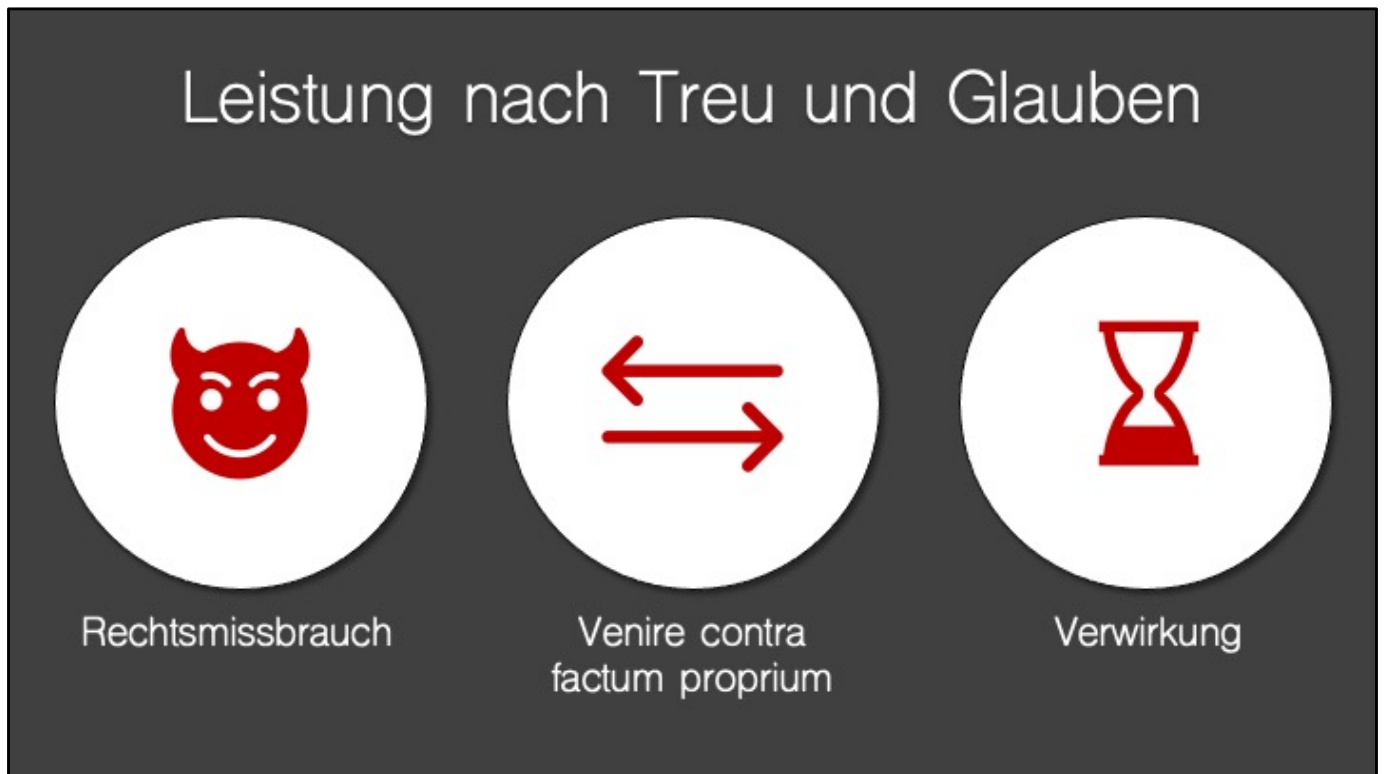 Leistung nach Treu und Glauben
Rechtsmissbrauch
Venire contra
factum proprium
Verwirkung